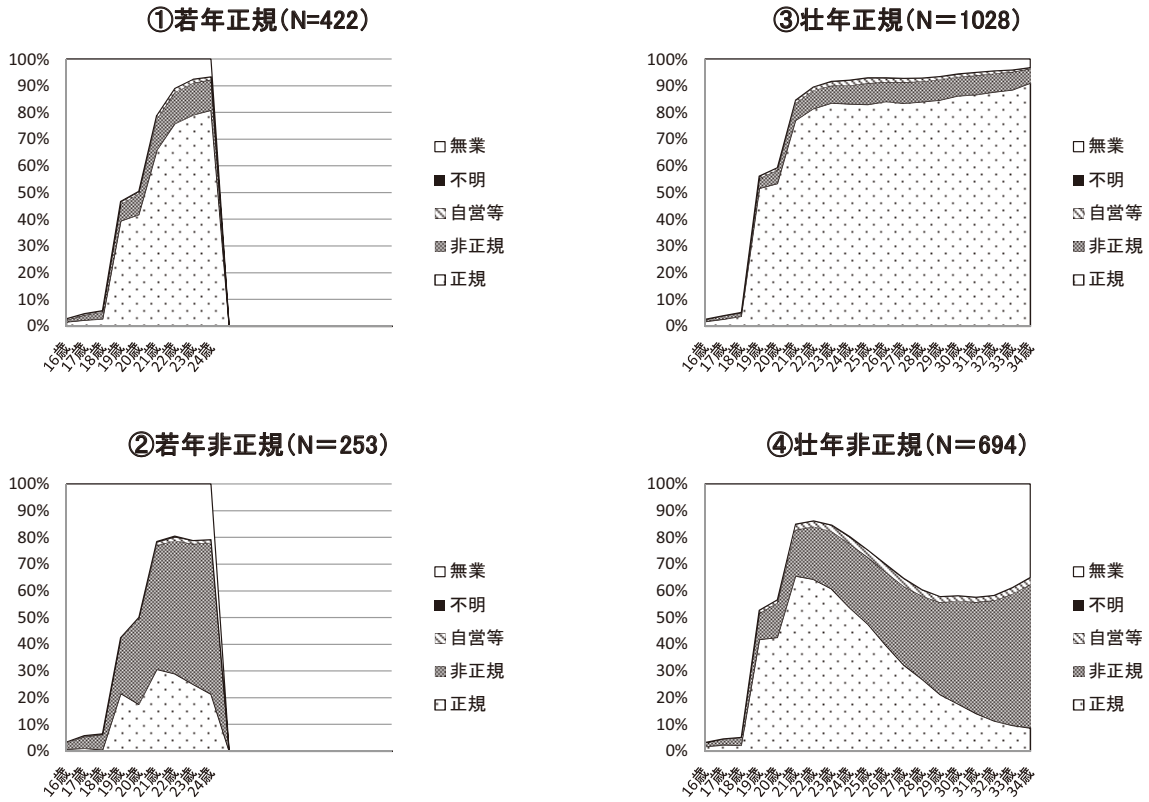 ①若年正規(N=422)
100%
90%
80%
70%
60%
50%
40%
30%
20%
10%
0%
16歳
17歳
18歳
19歳
20歳
21歳
22歳
23歳
24歳
無業
不明
自営等
非正規
正規
③壮年正規(N＝1028)
100%
90%
80%
70%
60%
50%
40%
30%
20%
10%
0%
16歳
17歳
18歳
19歳
20歳
21歳
22歳
23歳
24歳
25歳
26歳
27歳
28歳
29歳
30歳
31歳
32歳
33歳
34歳
無業
不明
自営等
非正規
正規
②若年非正規(N＝253)
100%
90%
80%
70%
60%
50%
40%
30%
20%
10%
0%
16歳
17歳
18歳
19歳
20歳
21歳
22歳
23歳
24歳
無業
不明
自営等
非正規
正規
④壮年非正規(N＝694)
100%
90%
80%
70%
60%
50%
40%
30%
20%
10%
0%
16歳
17歳
18歳
19歳
20歳
21歳
22歳
23歳
24歳
25歳
26歳
27歳
28歳
29歳
30歳
31歳
32歳
33歳
34歳
無業
不明
自営等
非正規
正規